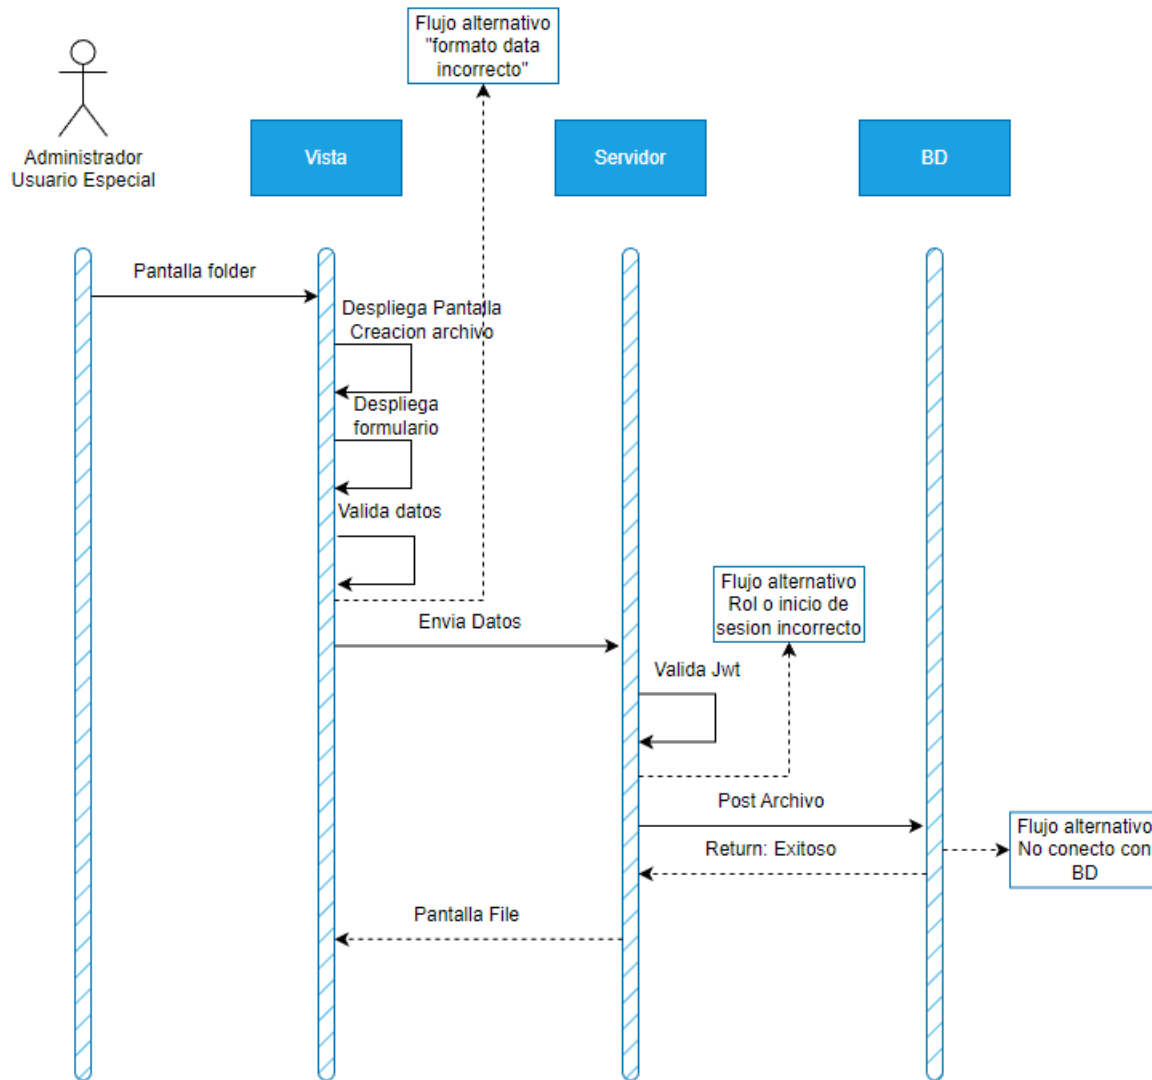 Flujo alternativo
"formato data
incorrecto"
Administrador
Usuario Especial
Vista
Servidor
BD
Pantalla folder
Despliega Pantalla
Creacion archivo
Despliega
formulario
Valida datos
Envia Datos
Flujo alternativo
Rol o inicio de
sesion incorrecto
Valida Jwt
Post Archivo
Return: Exitoso
Flujo alternativo
No conecto con
BD
Pantalla File